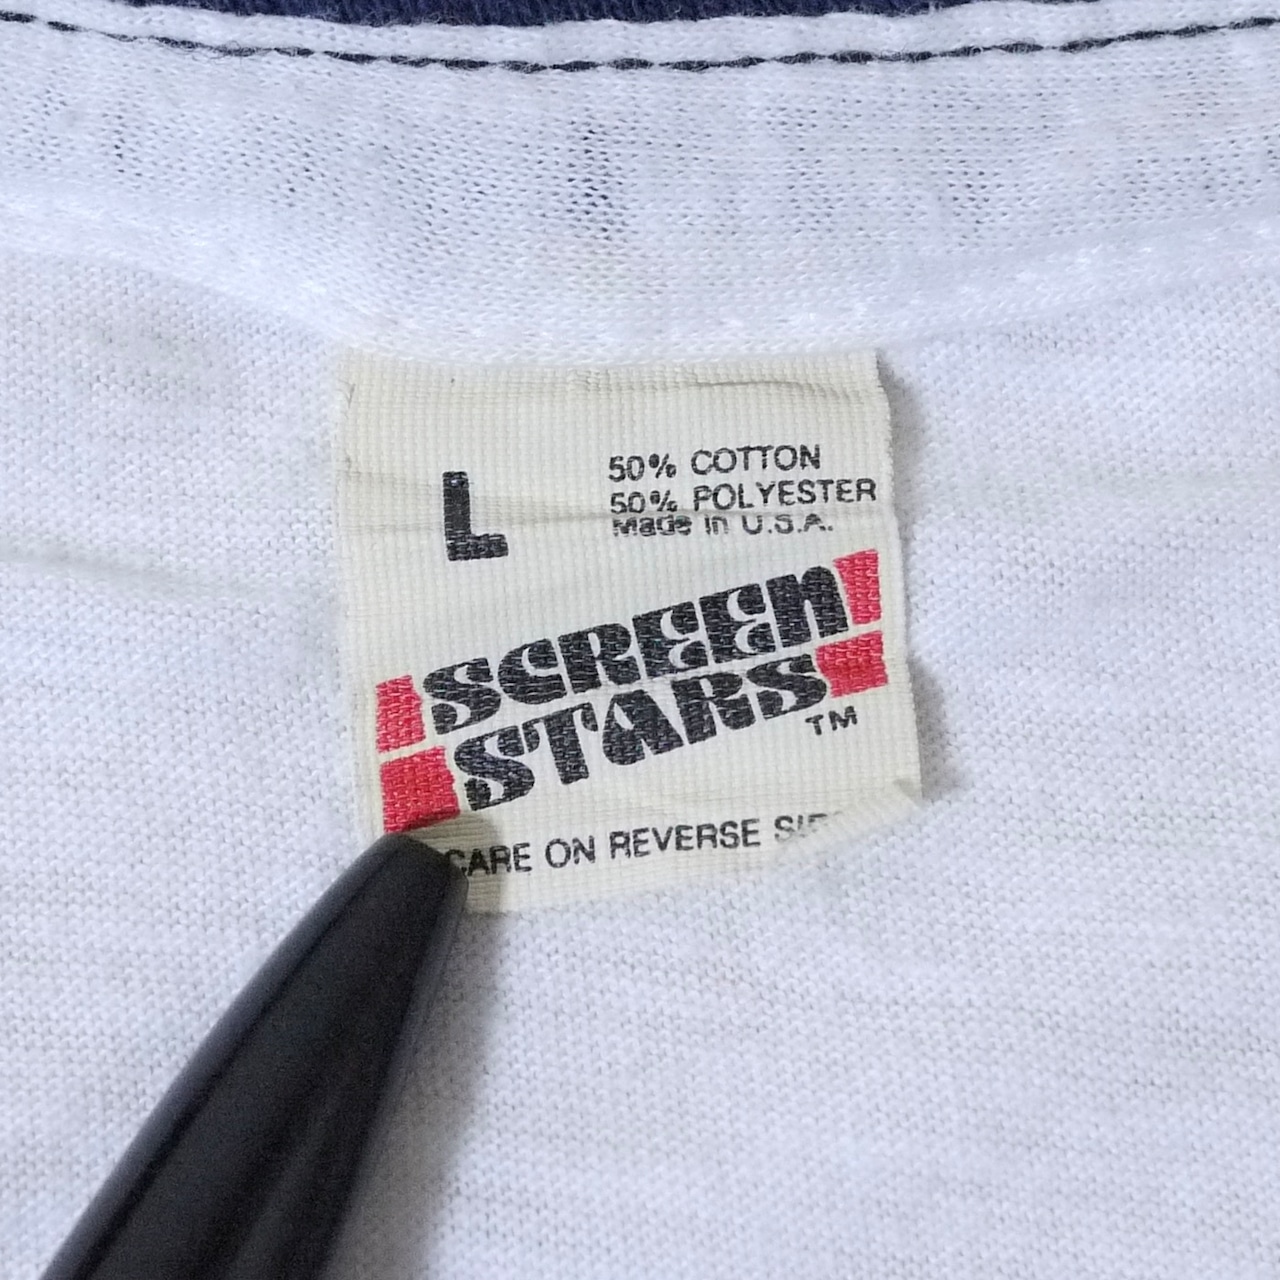 L
50% COTTON
50% POLYESTER
Made in U.S.A.
SCREEN
STARS
TM
CARE ON REVERSE